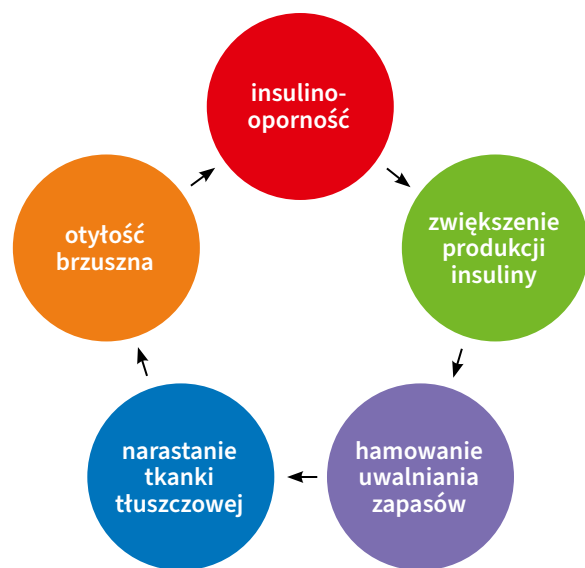 insulino-
oporność
zwiększenie
produkcji
insuliny
hamowanie
uwalniania
zapasów
narastanie
tkanki
tłuszczowej
otyłość
brzuszna